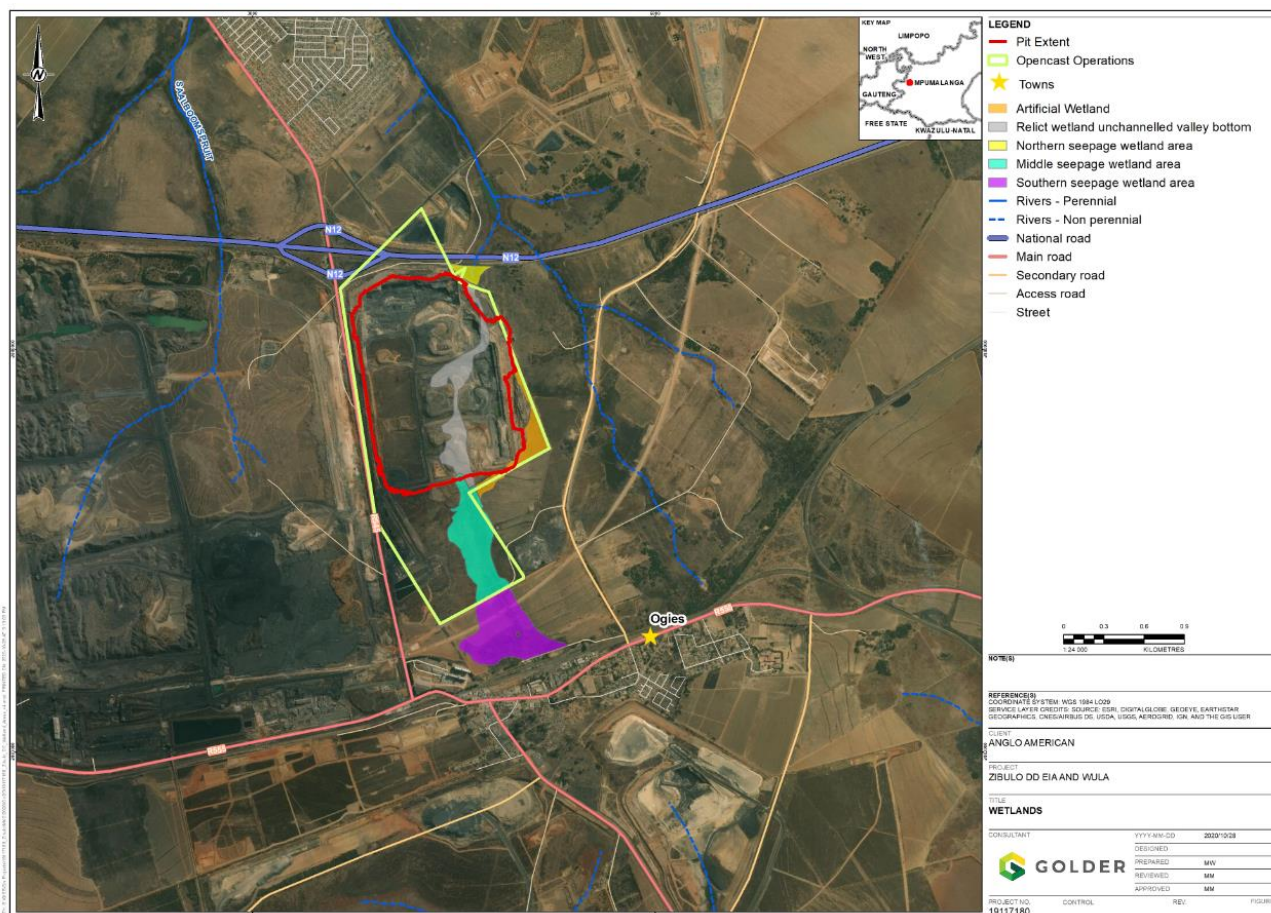 KEY MAP
LIMPOPO
NORTH
WEST
MPUMALANGA
GAUTENG
FREE STATE
KWAZULU-NATAL
N
SAALBOOMSPRUIT
N12
N12
N12
Ogies
LEGEND
Pit Extent
Opencast Operations
Towns
Artificial Wetland
Relict wetland unchannelled valley bottom
Northern seepage wetland area
Middle seepage wetland area
Southern seepage wetland area
Rivers - Perennial
Rivers - Non perennial
National road
Main road
Secondary road
Access road
Street
0 0.3 0.6 0.9
1:24 000 KILOMETRES
NOTE(S)
REFERENCE(S)
COORDINATE SYSTEM: WGS 1984 LO29
SERVICE LAYER CREDITS: SOURCE: ESRI, DIGITALGLOBE, GEOEYE, EARTHSTAR
GEOGRAPHICS, CNES/AIRBUS DS, USDA, USGS, AEROGRID, IGN, AND THE GIS USER
CLIENT
ANGLO AMERICAN
PROJECT
ZIBULO DD EIA AND WULA
TITLE
WETLANDS
CONSULTANT
YYYY-MM-DD 2020/10/28
DESIGNED
PREPARED MW
REVIEWED MM
APPROVED MM
GOLDER
PROJECT NO. CONTROL REV. FIGURE
19117180